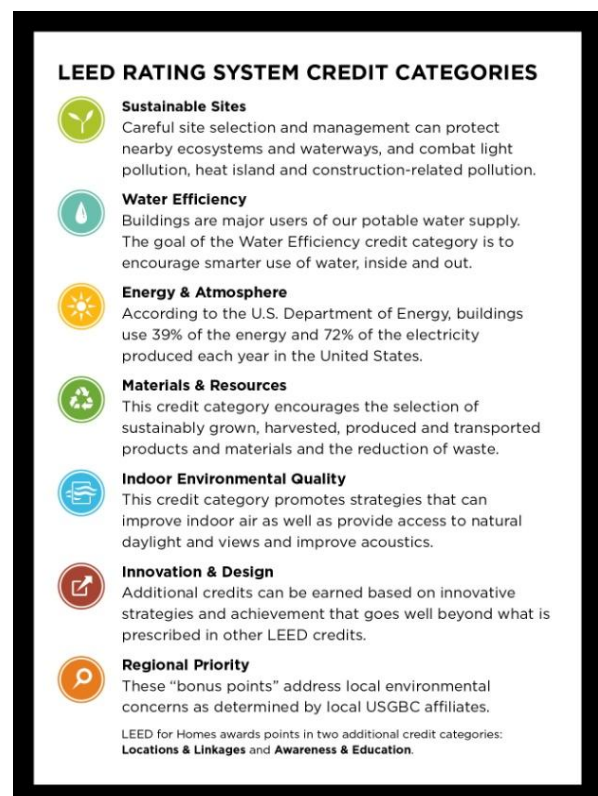 LEED RATING SYSTEM CREDIT CATEGORIES
Sustainable Sites
Careful site selection and management can protect
nearby ecosystems and waterways, and combat light
pollution, heat island and construction-related pollution.
Water Efficiency
Buildings are major users of our potable water supply.
The goal of the Water Efficiency credit category is to
encourage smarter use of water, inside and out.
Energy & Atmosphere
According to the U.S. Department of Energy, buildings
use 39% of the energy and 72% of the electricity
produced each year in the United States.
Materials & Resources
This credit category encourages the selection of
sustainably grown, harvested, produced and transported
products and materials and the reduction of waste.
Indoor Environmental Quality
This credit category promotes strategies that can
improve indoor air as well as provide access to natural
daylight and views and improve acoustics.
Innovation & Design
Additional credits can be earned based on innovative
strategies and achievement that goes well beyond what is
prescribed in other LEED credits.
Regional Priority
These “bonus points” address local environmental
concerns as determined by local USGBC affiliates.
LEED for Homes awards points in two additional credit categories:
Locations & Linkages and Awareness & Education.